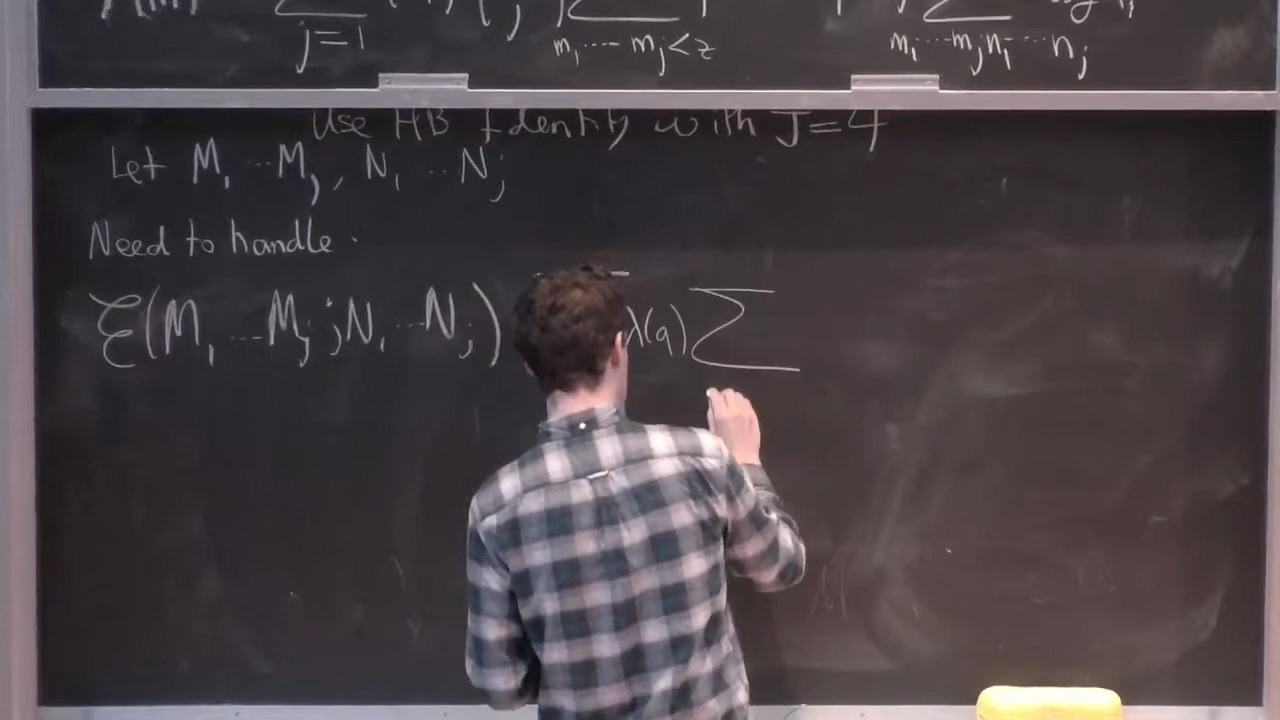 Σ j=1 Σ m₁ ⋯ mⱼ < z Σ m₁ ⋯ mⱼ n₁ ⋯ nⱼ
Use HB Identity with J=4
Let M₁ ⋯ Mⱼ, N₁ ⋯ Nⱼ
Need to handle.
ℰ(M₁ ⋯ Mⱼ; N₁ ⋯ Nⱼ) λ(q) Σ